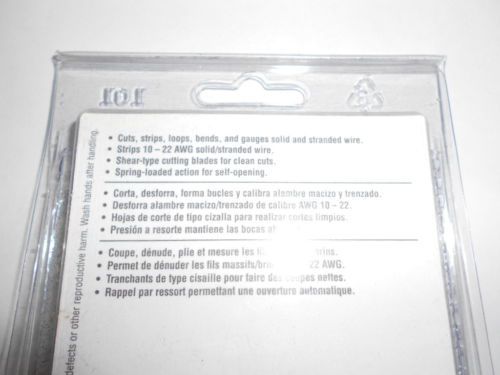 • Cuts, strips, loops, bends, and gauges solid and stranded wire.
• Strips 10 – 22 AWG solid/stranded wire.
• Shear-type cutting blades for clean cuts.
• Spring-loaded action for self-opening.
• Corta, desforra, forma bucles y calibra alambre macizo y trenzado.
• Desforra alambre macizo/trenzado de calibre AWG 10 – 22.
• Hojas de corte de tipo cizalla para realizar cortes limpios.
• Presión a resorte mantiene las bocas
• Coupe, dénude, plie et mesure les
• Permet de dénuder les fils massifs/ 22 AWG.
• Tranchants de type cisaille pour faire des coupes nettes.
• Rappel par ressort permettant une ouverture automatique.
defects or other reproductive harm. Wash hands after handling.